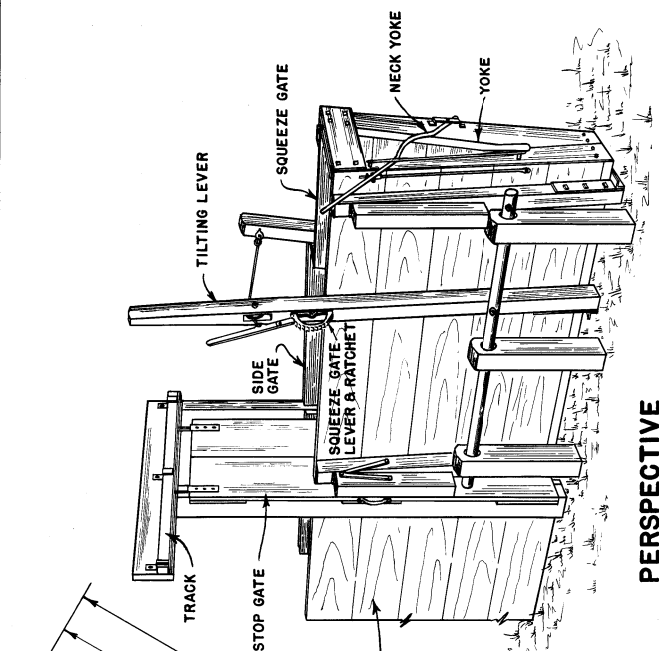 NECK YOKE
YOKE
SQUEEZE GATE
TILTING LEVER
SIDE
GATE
SQUEEZE GATE
LEVER & RATCHET
TRACK
STOP GATE
PERSPECTIVE